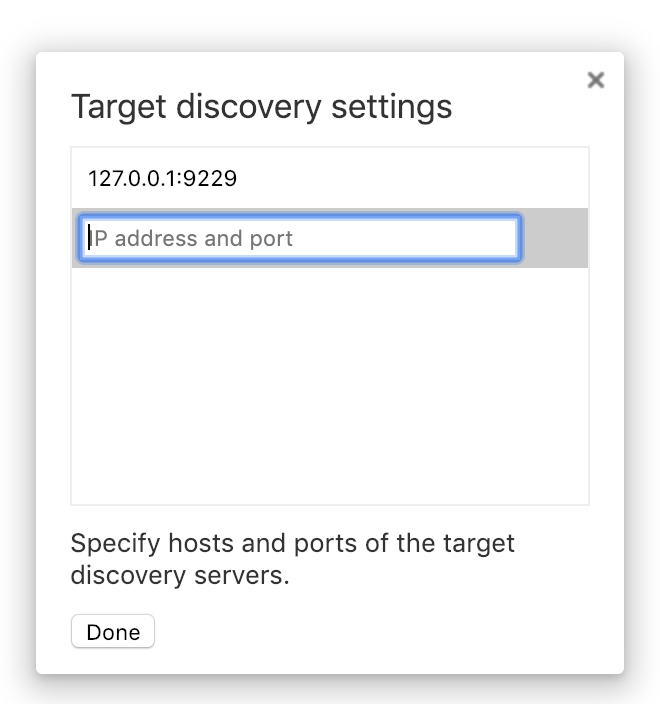 Target discovery settings
127.0.0.1:9229
IP address and port
Specify hosts and ports of the target
discovery servers.
Done